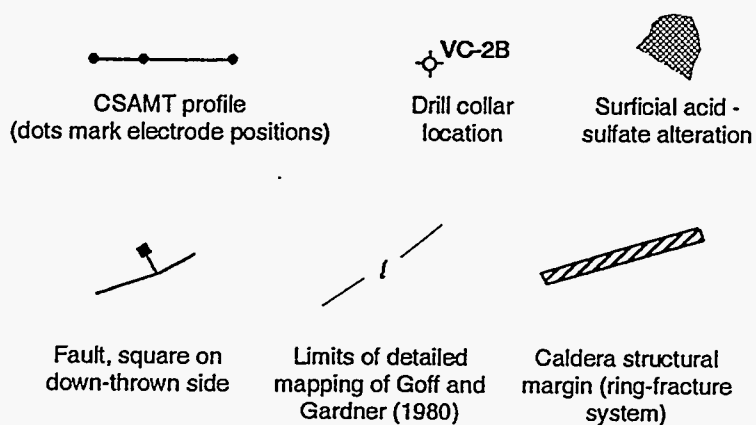 VC-2B
CSAMT profile
(dots mark electrode positions)
Drill collar
location
Surficial acid -
sulfate alteration
Fault, square on
down-thrown side
Limits of detailed
mapping of Goff and
Gardner (1980)
Caldera structural
margin (ring-fracture
system)